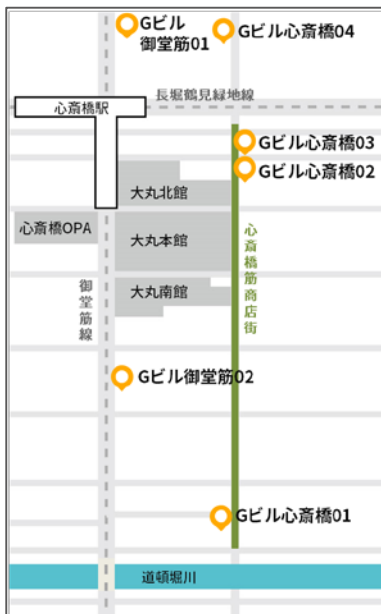 Gビル
御堂筋01
Gビル心斎橋04
長堀鶴見緑地線
心斎橋駅
Gビル心斎橋03
Gビル心斎橋02
大丸北館
心斎橋OPA
大丸本館
心斎橋筋商店街
大丸南館
御堂筋線
Gビル御堂筋02
Gビル心斎橋01
道頓堀川